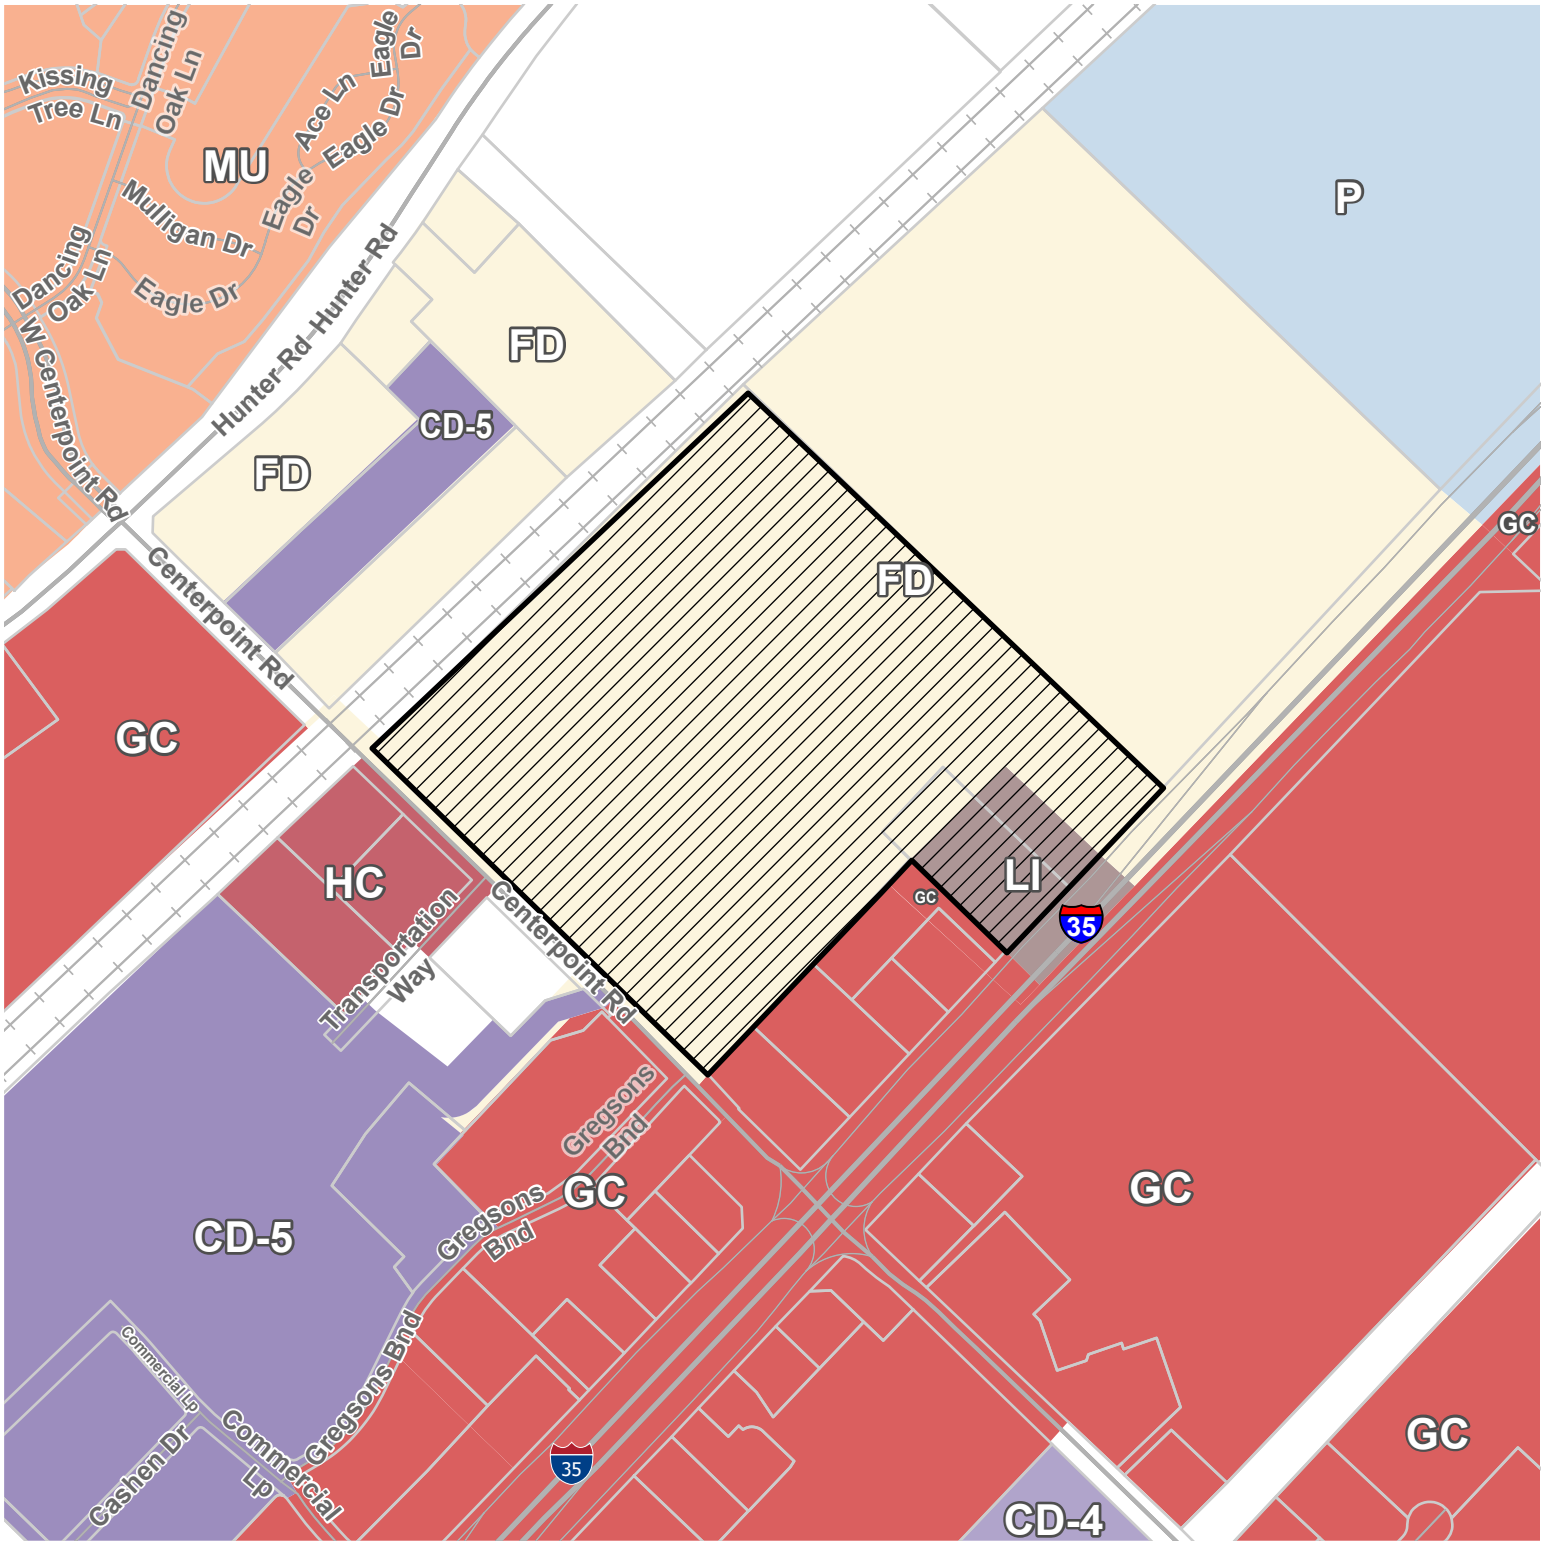 Kissing
Tree Ln
Dancing
Oak Ln
Eagle
Dr
Ace Ln
Eagle Dr
MU
Mulligan Dr
Eagle
Dr
Dancing
Oak Ln
Eagle Dr
W Centerpoint Rd
Hunter Rd
Hunter Rd
P
FD
CD-5
FD
GC
Centerpoint Rd
FD
GC
HC
LI
GC
35
Transportation
Way
Centerpoint Rd
Gregsons
Bnd
GC
GC
Gregsons
Bnd
CD-5
Gregsons Bnd
Commercial Lp
Commercial
Lp
Cashen Dr
35
GC
CD-4